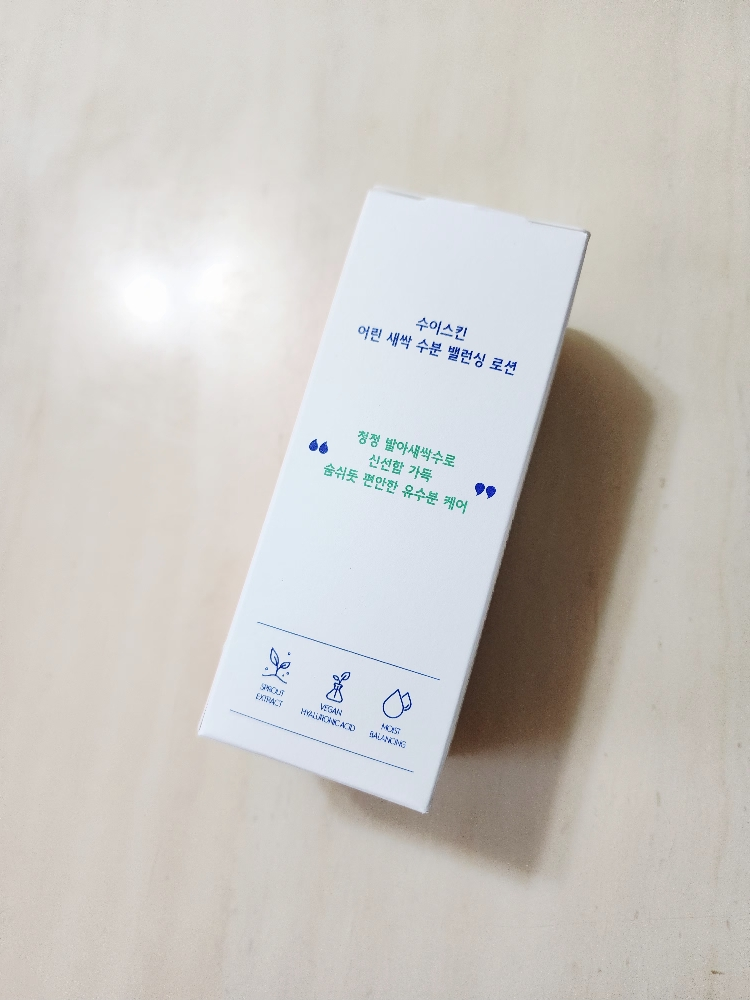 수이스킨
어린 새싹 수분 밸런싱 로션
“
청정 발아새싹수로
신선함 가득
숨쉬듯 편안한 유수분 케어
”
SPROUT
EXTRACT
VEGAN
HYALURONIC ACID
MOIST
BALANCING